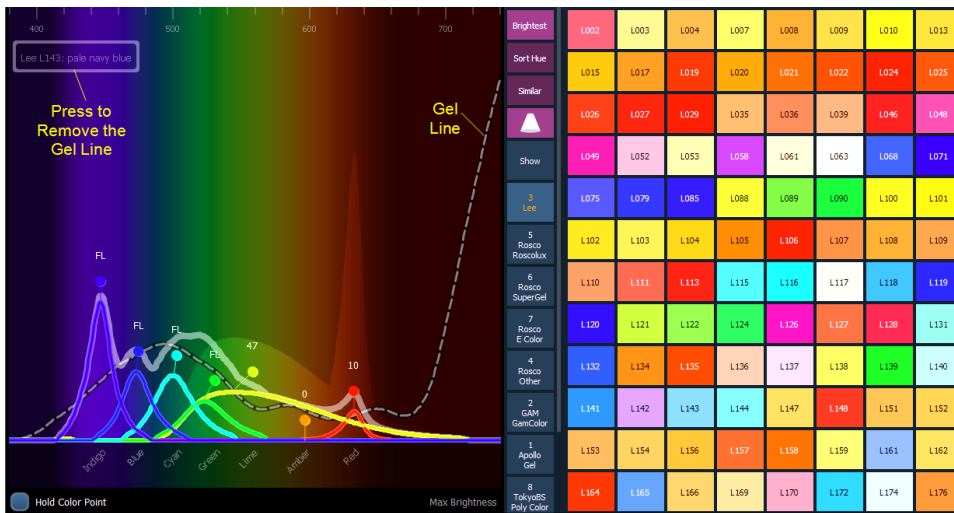 400 500 600 700
Lee L143: pale navy blue
Press to
Remove the
Gel Line
Gel
Line
FL
FL
FL
FL
47
0
10
Indigo
Blue
Cyan
Green
Lime
Amber
Red
Hold Color Point
Max Brightness
Brightest
Sort Hue
Similar
Show
3
Lee
5
Rosco
Roscolux
6
Rosco
SuperGel
7
Rosco
E Color
4
Rosco
Other
2
GAM
GamColor
1
Apollo
Gel
8
TokyoBS
Poly Color
L002 L003 L004 L007 L008 L009 L010 L013
L015 L017 L019 L020 L021 L022 L024 L025
L026 L027 L029 L035 L036 L039 L046 L048
L049 L052 L053 L058 L061 L063 L068 L071
L075 L079 L085 L088 L089 L090 L100 L101
L102 L103 L104 L105 L106 L107 L108 L109
L110 L111 L113 L115 L116 L117 L118 L119
L120 L121 L122 L124 L126 L127 L128 L131
L132 L134 L135 L136 L137 L138 L139 L140
L141 L142 L143 L144 L147 L148 L151 L152
L153 L154 L156 L157 L158 L159 L161 L162
L164 L165 L166 L169 L170 L172 L174 L176